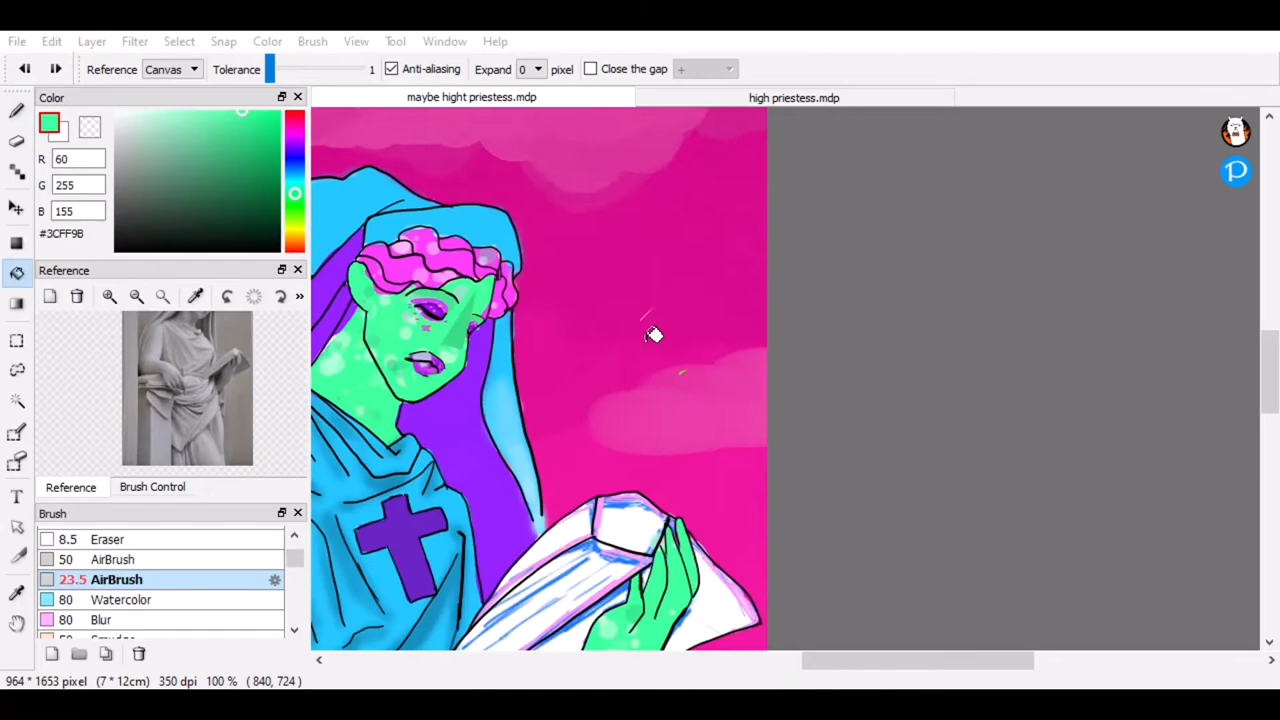 File Edit Layer Filter Select Snap Color Brush View Tool Window Help
Reference Canvas Tolerance 1 Anti-aliasing Expand 0 pixel Close the gap +
Color
maybe hight priestess.mdp high priestess.mdp
R 60
G 255
B 155
#3CFF9B
Reference
»
Reference Brush Control
Brush
8.5 Eraser
50 AirBrush
23.5 AirBrush
80 Watercolor
80 Blur
50 Smudge
964 * 1653 pixel (7 * 12cm) 350 dpi 100 % ( 840, 724 )